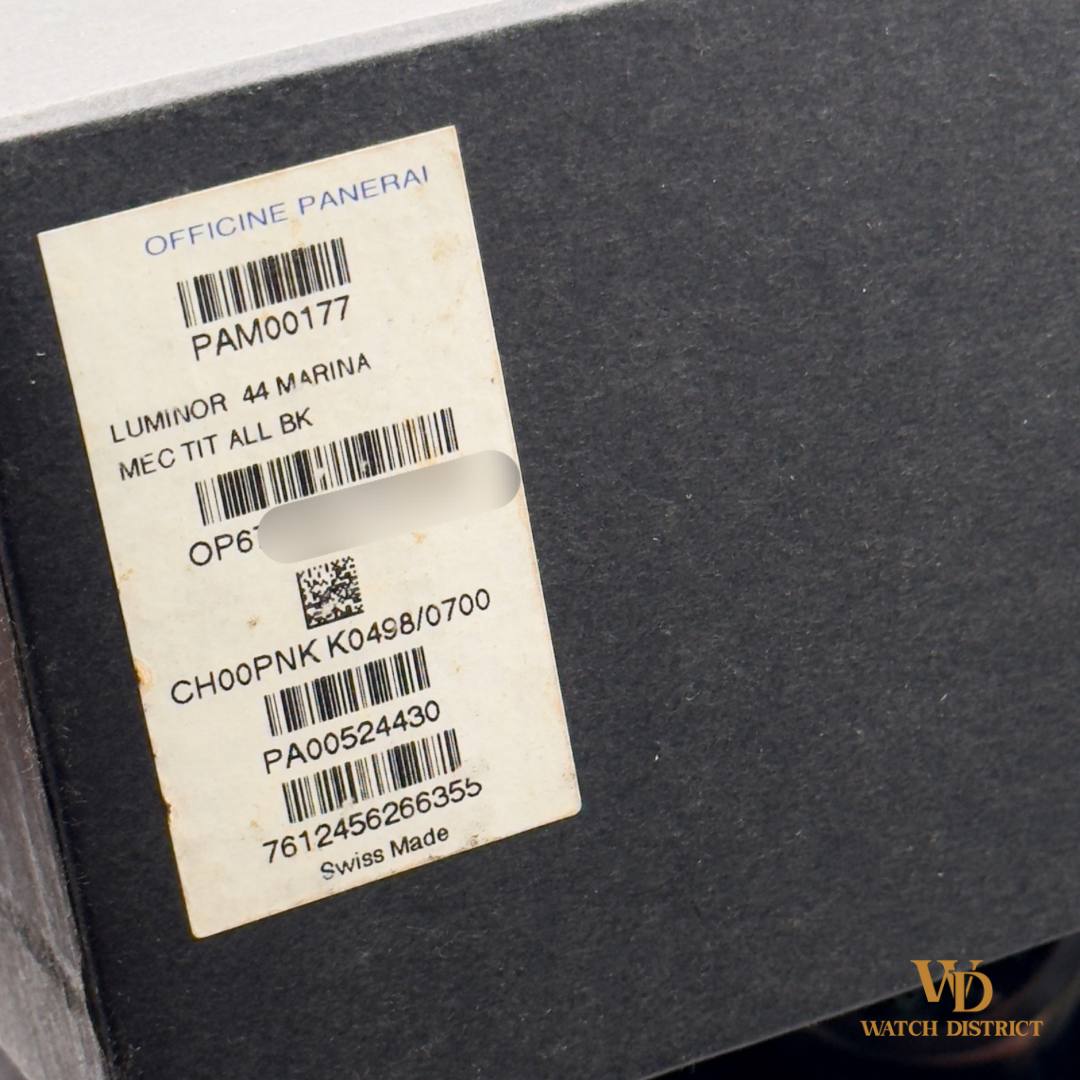 OFFICINE PANERAI
PAM00177
LUMINOR 44 MARINA
MEC TIT ALL BK
OP6
CH00PNK K0498/0700
PA00524430
7612456266355
Swiss Made
WD
WATCH DISTRICT